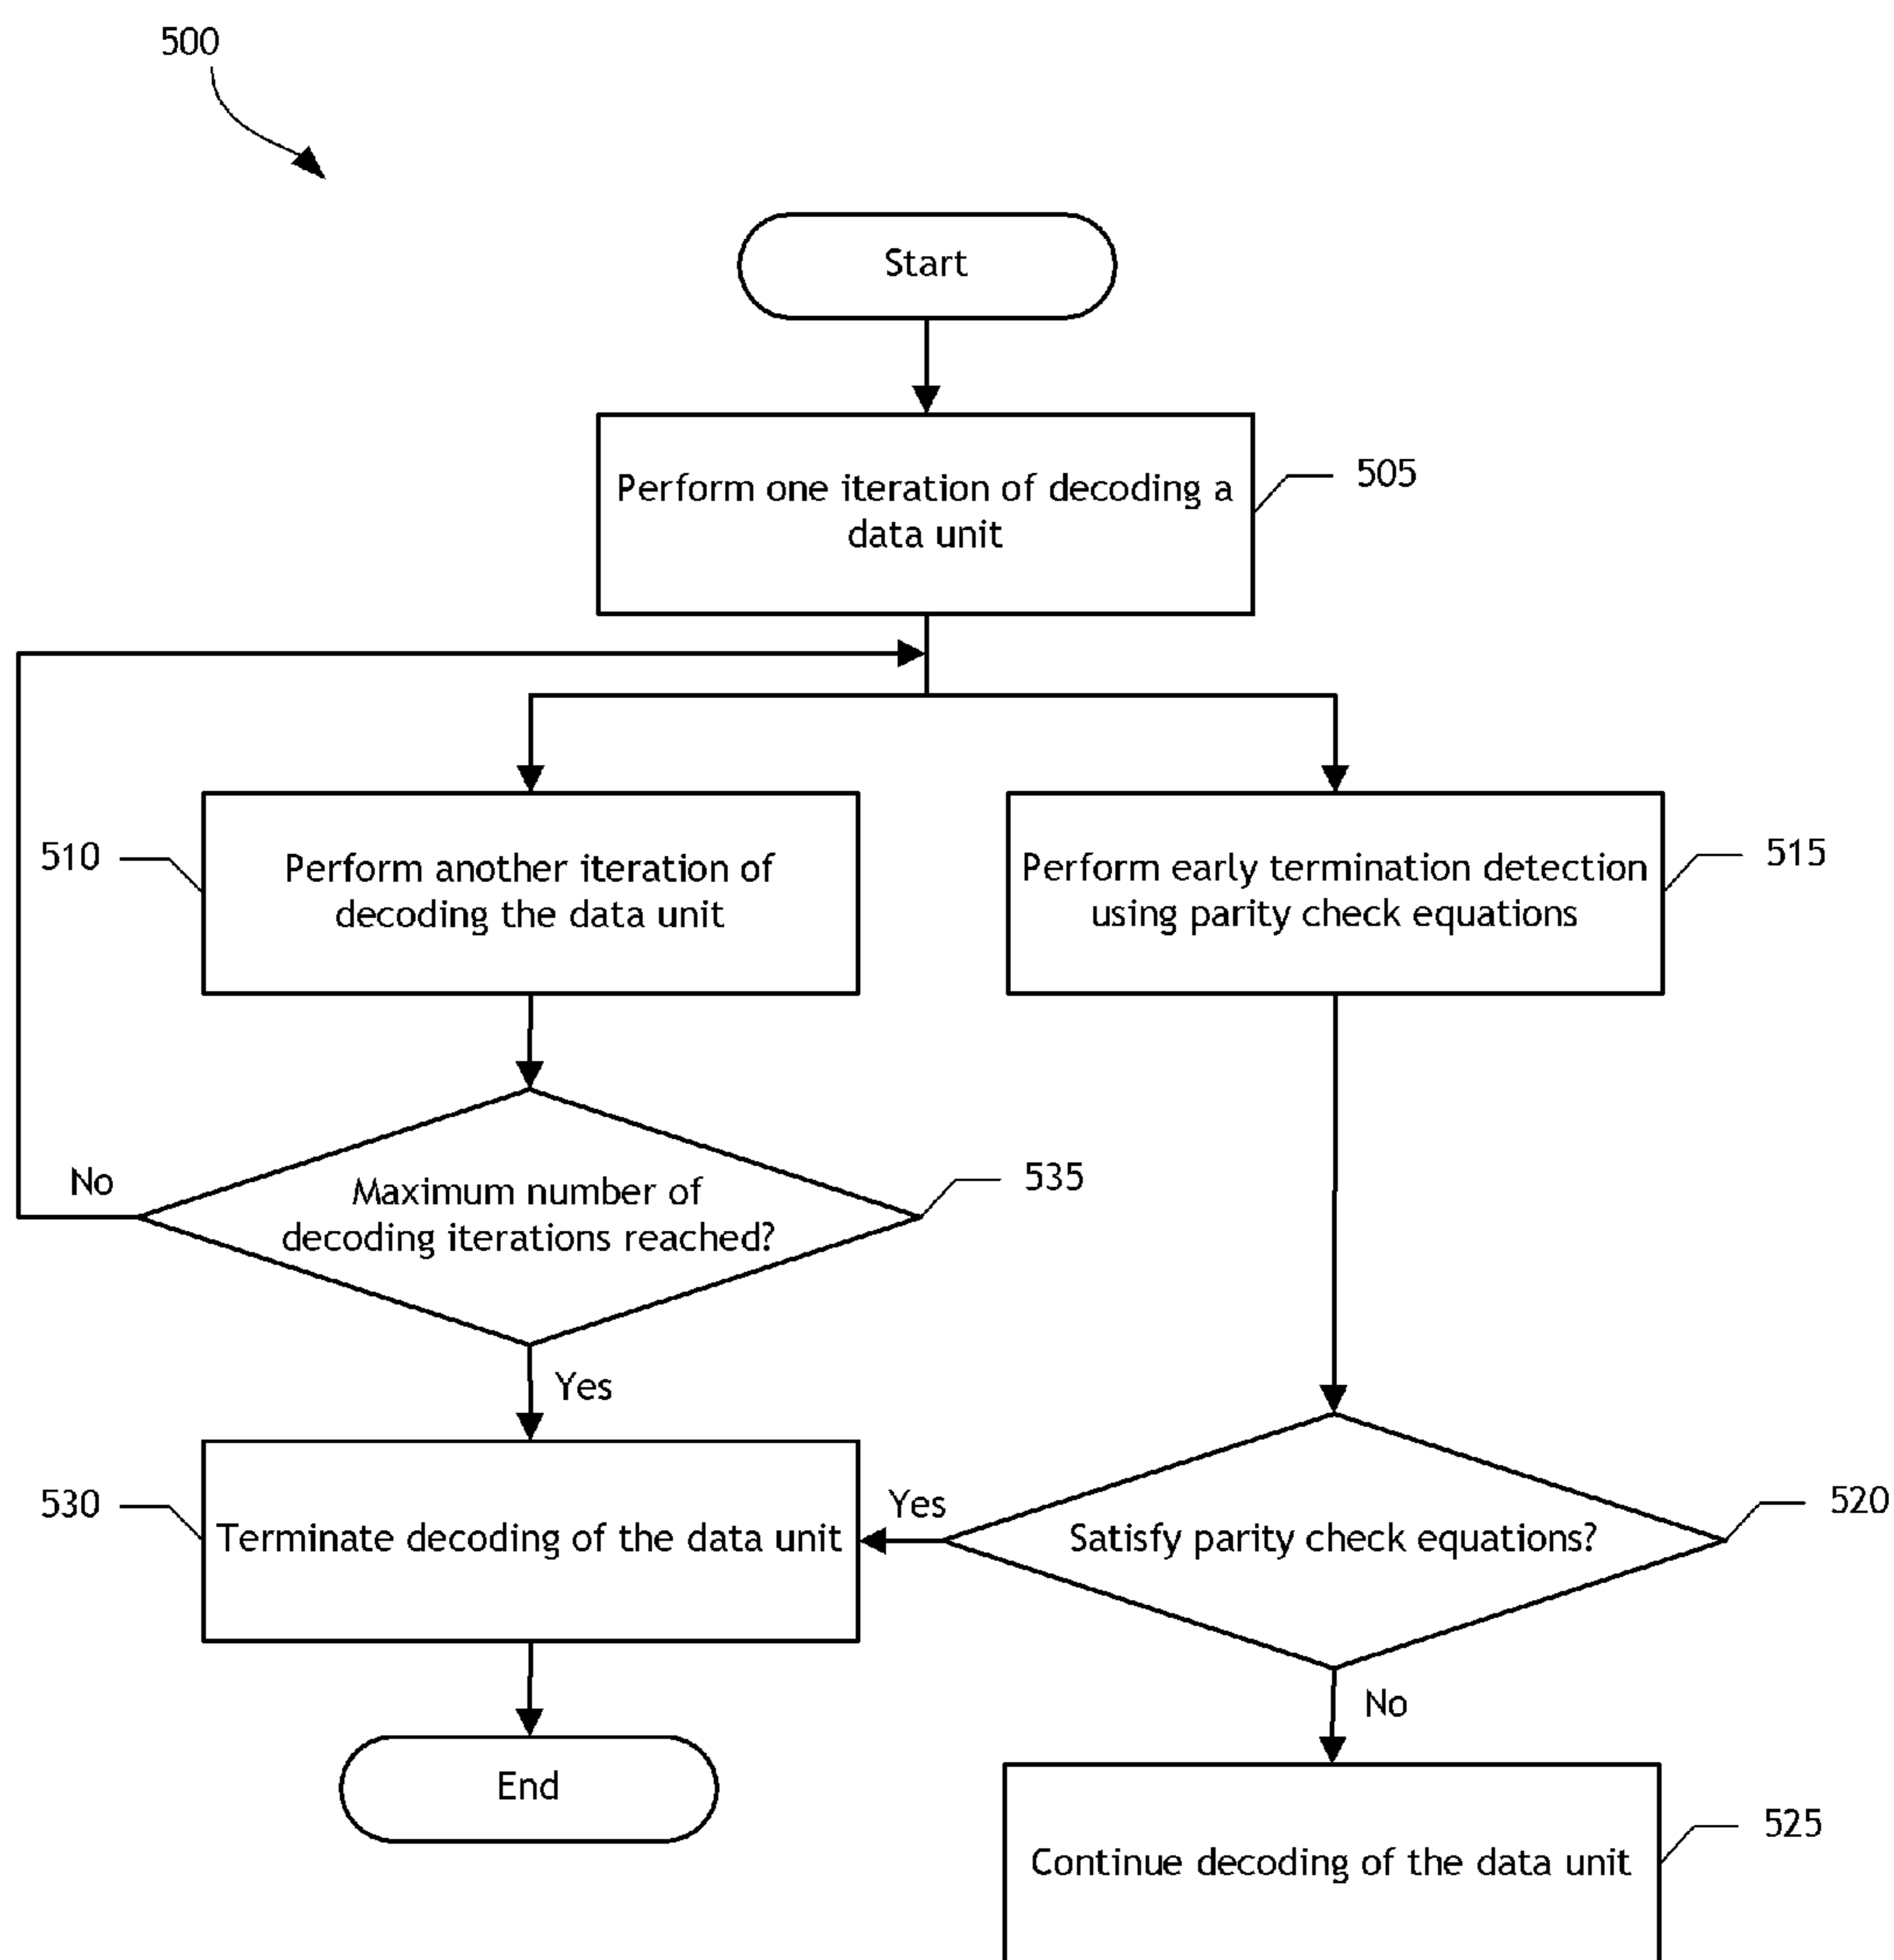 500
Start
Perform one iteration of decoding a
data unit
505
510
Perform another iteration of
decoding the data unit
Perform early termination detection
using parity check equations
515
No
Maximum number of
decoding iterations reached?
535
Yes
530
Terminate decoding of the data unit
Yes
Satisfy parity check equations?
520
No
End
Continue decoding of the data unit
525